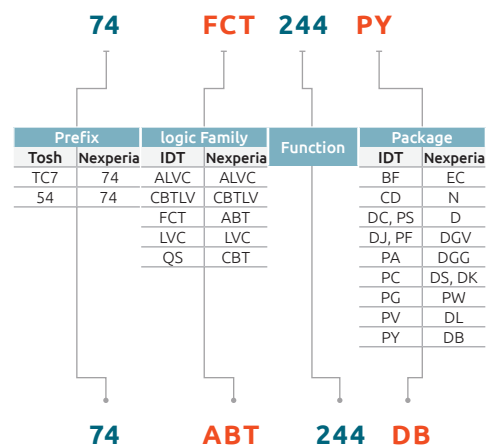 74 FCT 244 PY
Prefix logic Family Function Package
Tosh Nexperia IDT Nexperia IDT Nexperia
TC7 74 ALVC ALVC BF EC
54 74 CBTLV CBTLV CD N
FCT ABT DC, PS D
LVC LVC DJ, PF DGV
QS CBT PA DGG
PC DS, DK
PG PW
PV DL
PY DB
74 ABT 244 DB